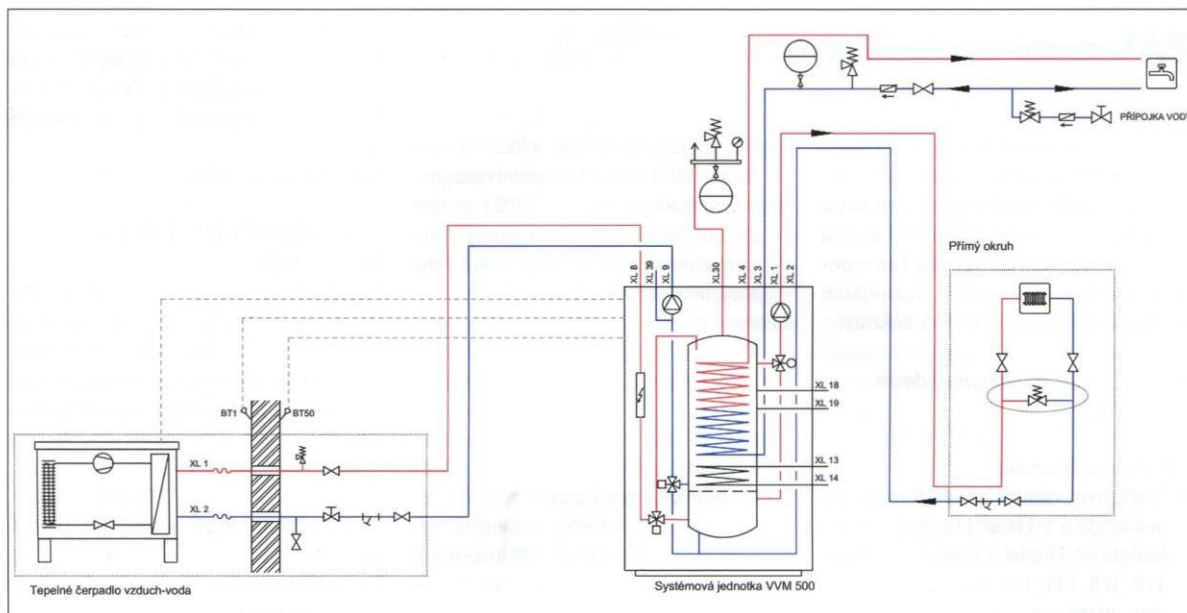 PŘÍPOJKA VODY
Přímý okruh
XL 8
XL 39
XL 9
XL30
XL 4
XL 3
XL 1
XL 2
XL 18
XL 19
XL 13
XL 14
BT1
BT50
XL 1
XL 2
Tepelné čerpadlo vzduch-voda
Systémová jednotka VVM 500